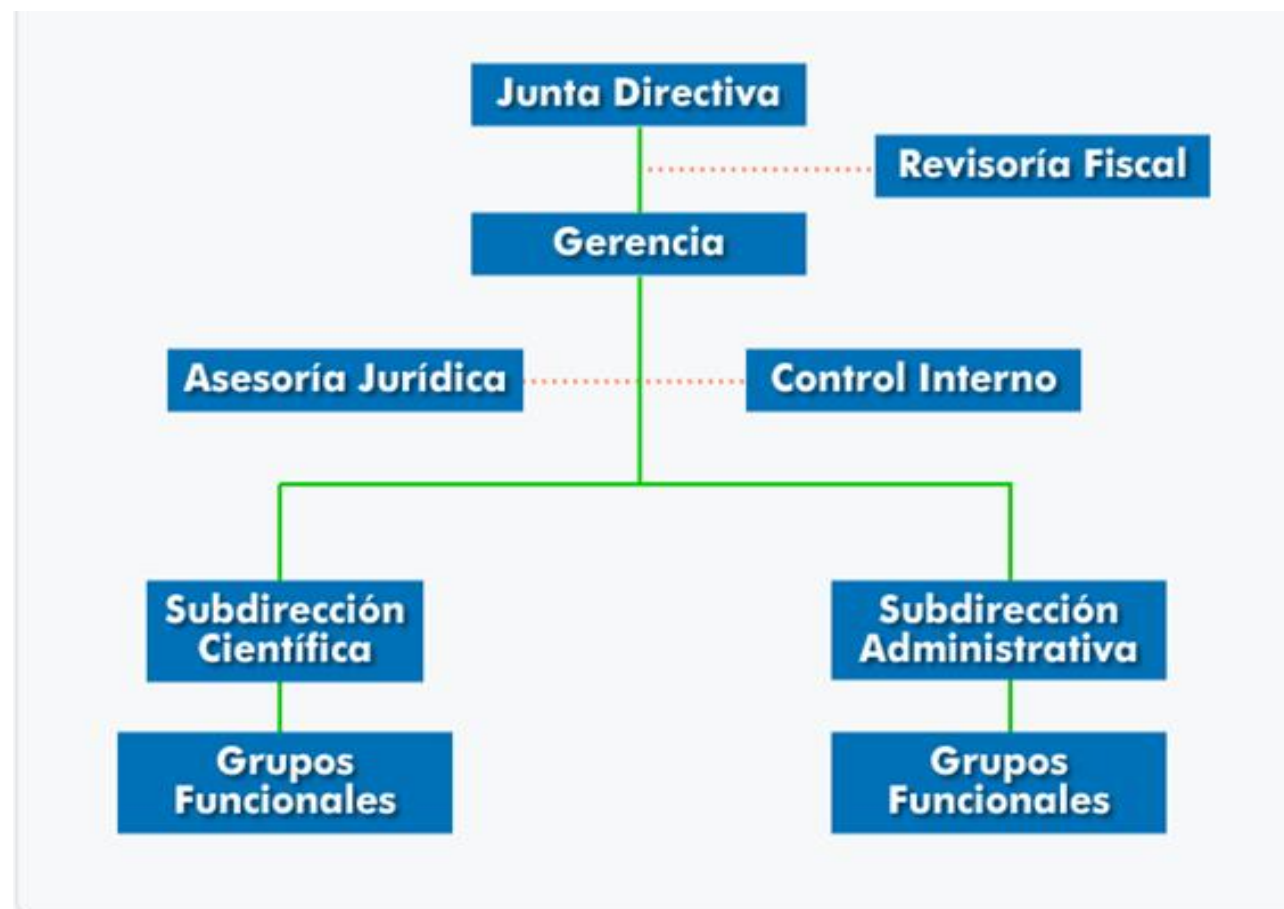 Junta Directiva
Revisoría Fiscal
Gerencia
Asesoría Jurídica
Control Interno
Subdirección
Científica
Subdirección
Administrativa
Grupos
Funcionales
Grupos
Funcionales